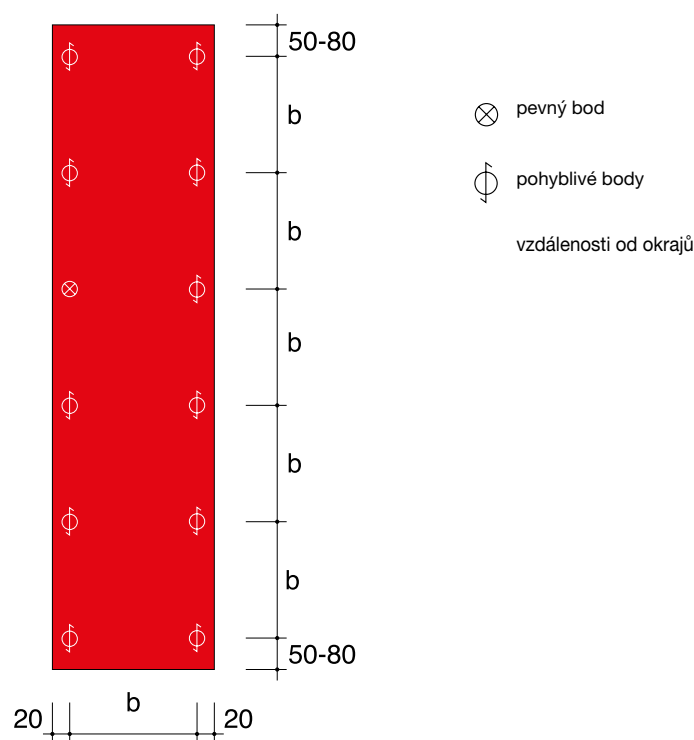 50-80
b
pevný bod
b
pohyblivé body
vzdálenosti od okrajů
b
b
b
50-80
20 b 20